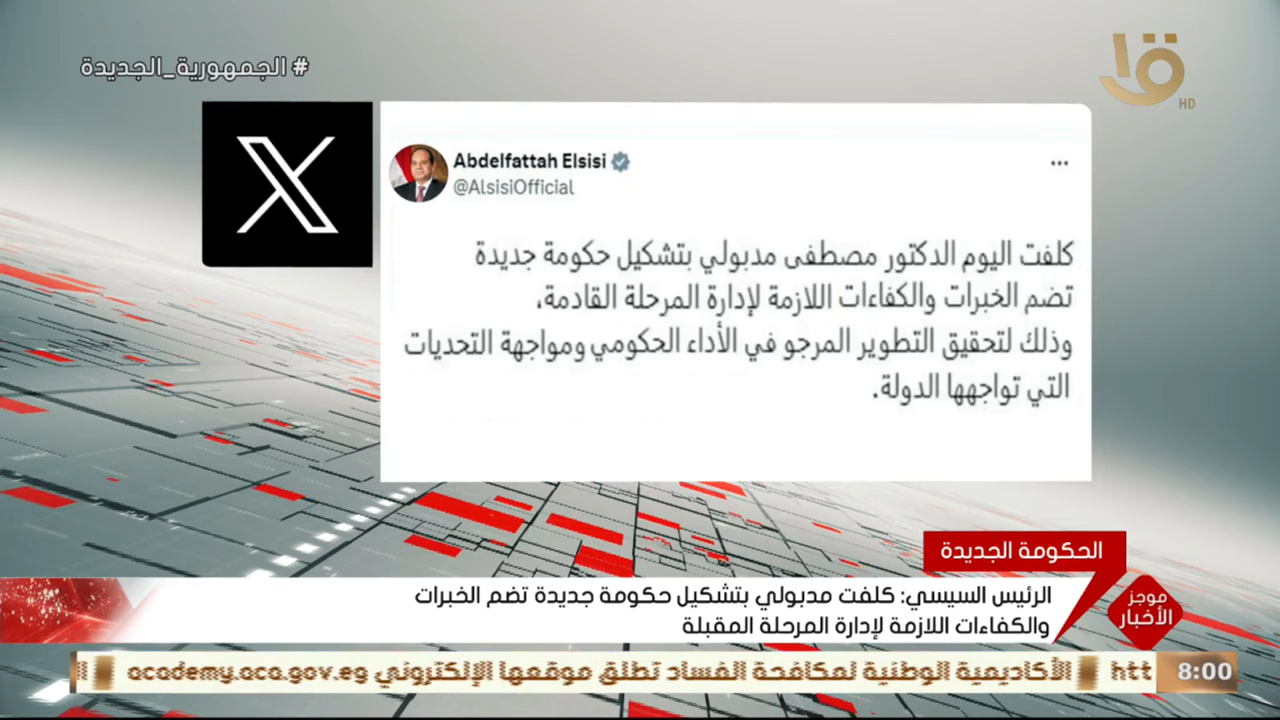 # الجمهورية_الجديدة
HD
Abdelfattah Elsisi
@AlsisiOfficial
كلفت اليوم الدكتور مصطفى مدبولي بتشكيل حكومة جديدة
تضم الخبرات والكفاءات اللازمة لإدارة المرحلة القادمة،
وذلك لتحقيق التطوير المرجو في الأداء الحكومي ومواجهة التحديات
التي تواجهها الدولة.
الحكومة الجديدة
موجز
الأخبار
الرئيس السيسي: كلفت مدبولي بتشكيل حكومة جديدة تضم الخبرات
والكفاءات اللازمة لإدارة المرحلة المقبلة
8:00 htt الأكاديمية الوطنية لمكافحة الفساد تطلق موقعها الإلكتروني academy.aca.gov.eg